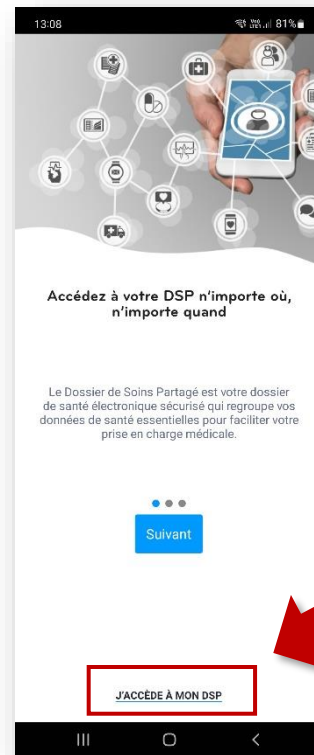 13:08 81%
Accédez à votre DSP n'importe où,
n'importe quand
Le Dossier de Soins Partagé est votre dossier
de santé électronique sécurisé qui regroupe vos
données de santé essentielles pour faciliter votre
prise en charge médicale.
Suivant
J'ACCÈDE À MON DSP